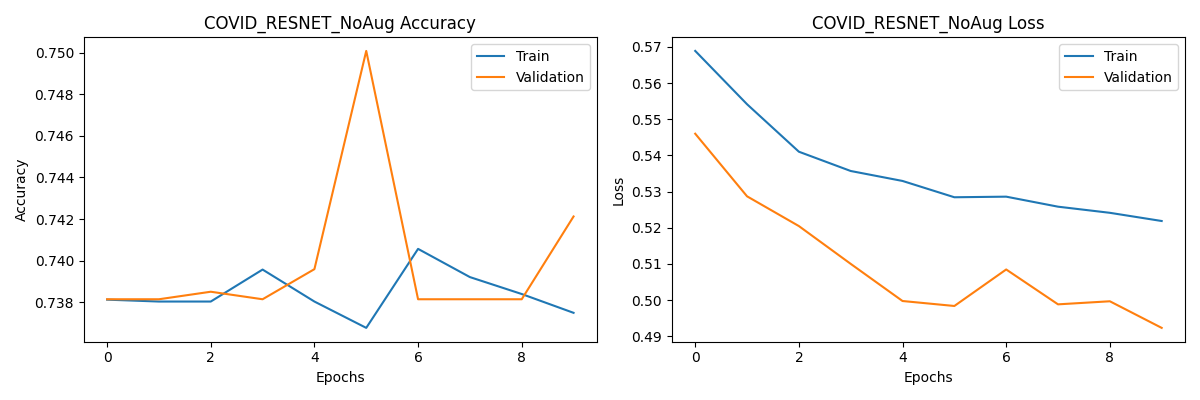 COVID_RESNET_NoAug Accuracy
Train
Validation
0.750
0.748
0.746
0.744
0.742
0.740
0.738
Accuracy
0 2 4 6 8
Epochs
COVID_RESNET_NoAug Loss
Train
Validation
0.57
0.56
0.55
0.54
0.53
0.52
0.51
0.50
0.49
Loss
0 2 4 6 8
Epochs